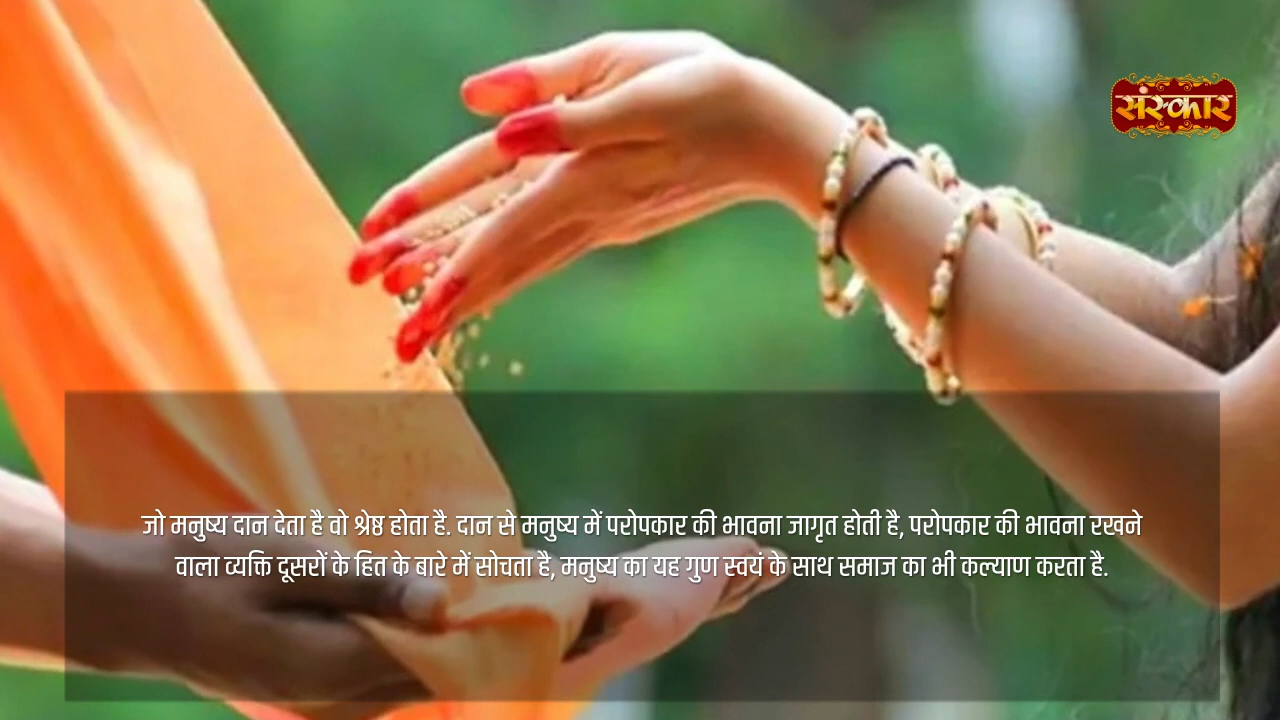 संस्कार
जो मनुष्य दान देता है वो श्रेष्ठ होता है. दान से मनुष्य में परोपकार की भावना जागृत होती है, परोपकार की भावना रखने
वाला व्यक्ति दूसरों के हित के बारे में सोचता है, मनुष्य का यह गुण स्वयं के साथ समाज का भी कल्याण करता है.